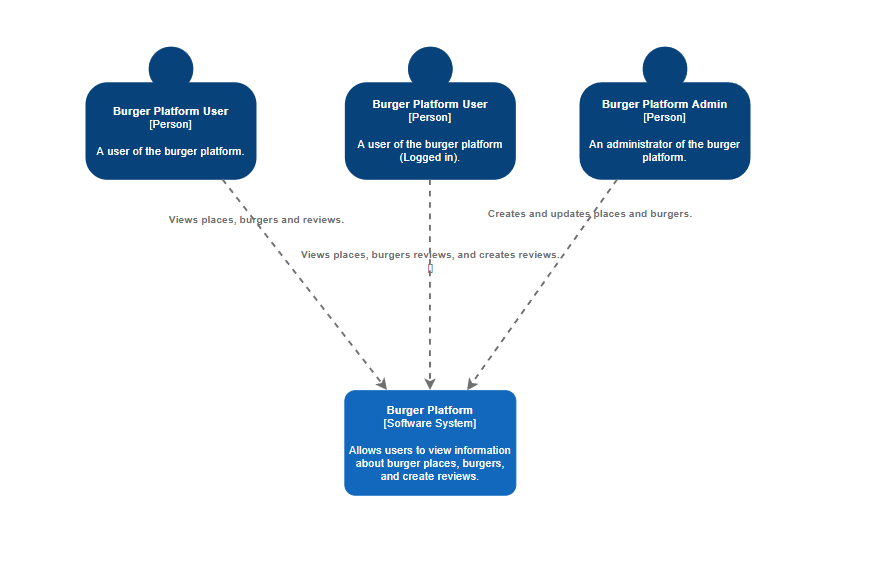 Burger Platform User
[Person]
A user of the burger platform.
Burger Platform User
[Person]
A user of the burger platform
(Logged in).
Burger Platform Admin
[Person]
An administrator of the burger
platform.
Views places, burgers and reviews.
Creates and updates places and burgers.
Views places, burgers reviews, and creates reviews.
Burger Platform
[Software System]
Allows users to view information
about burger places, burgers,
and create reviews.